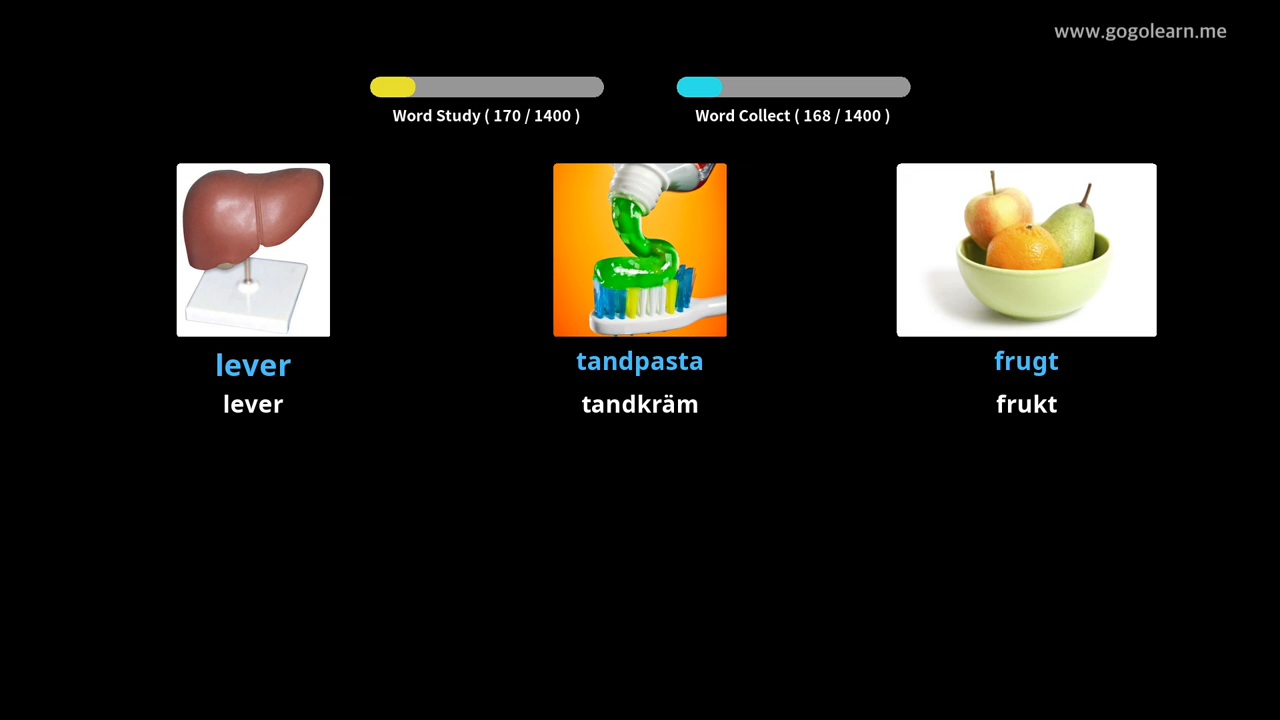 www.gogolearn.me
Word Study ( 170 / 1400 )
Word Collect ( 168 / 1400 )
lever
tandpasta
frugt
lever
tandkräm
frukt